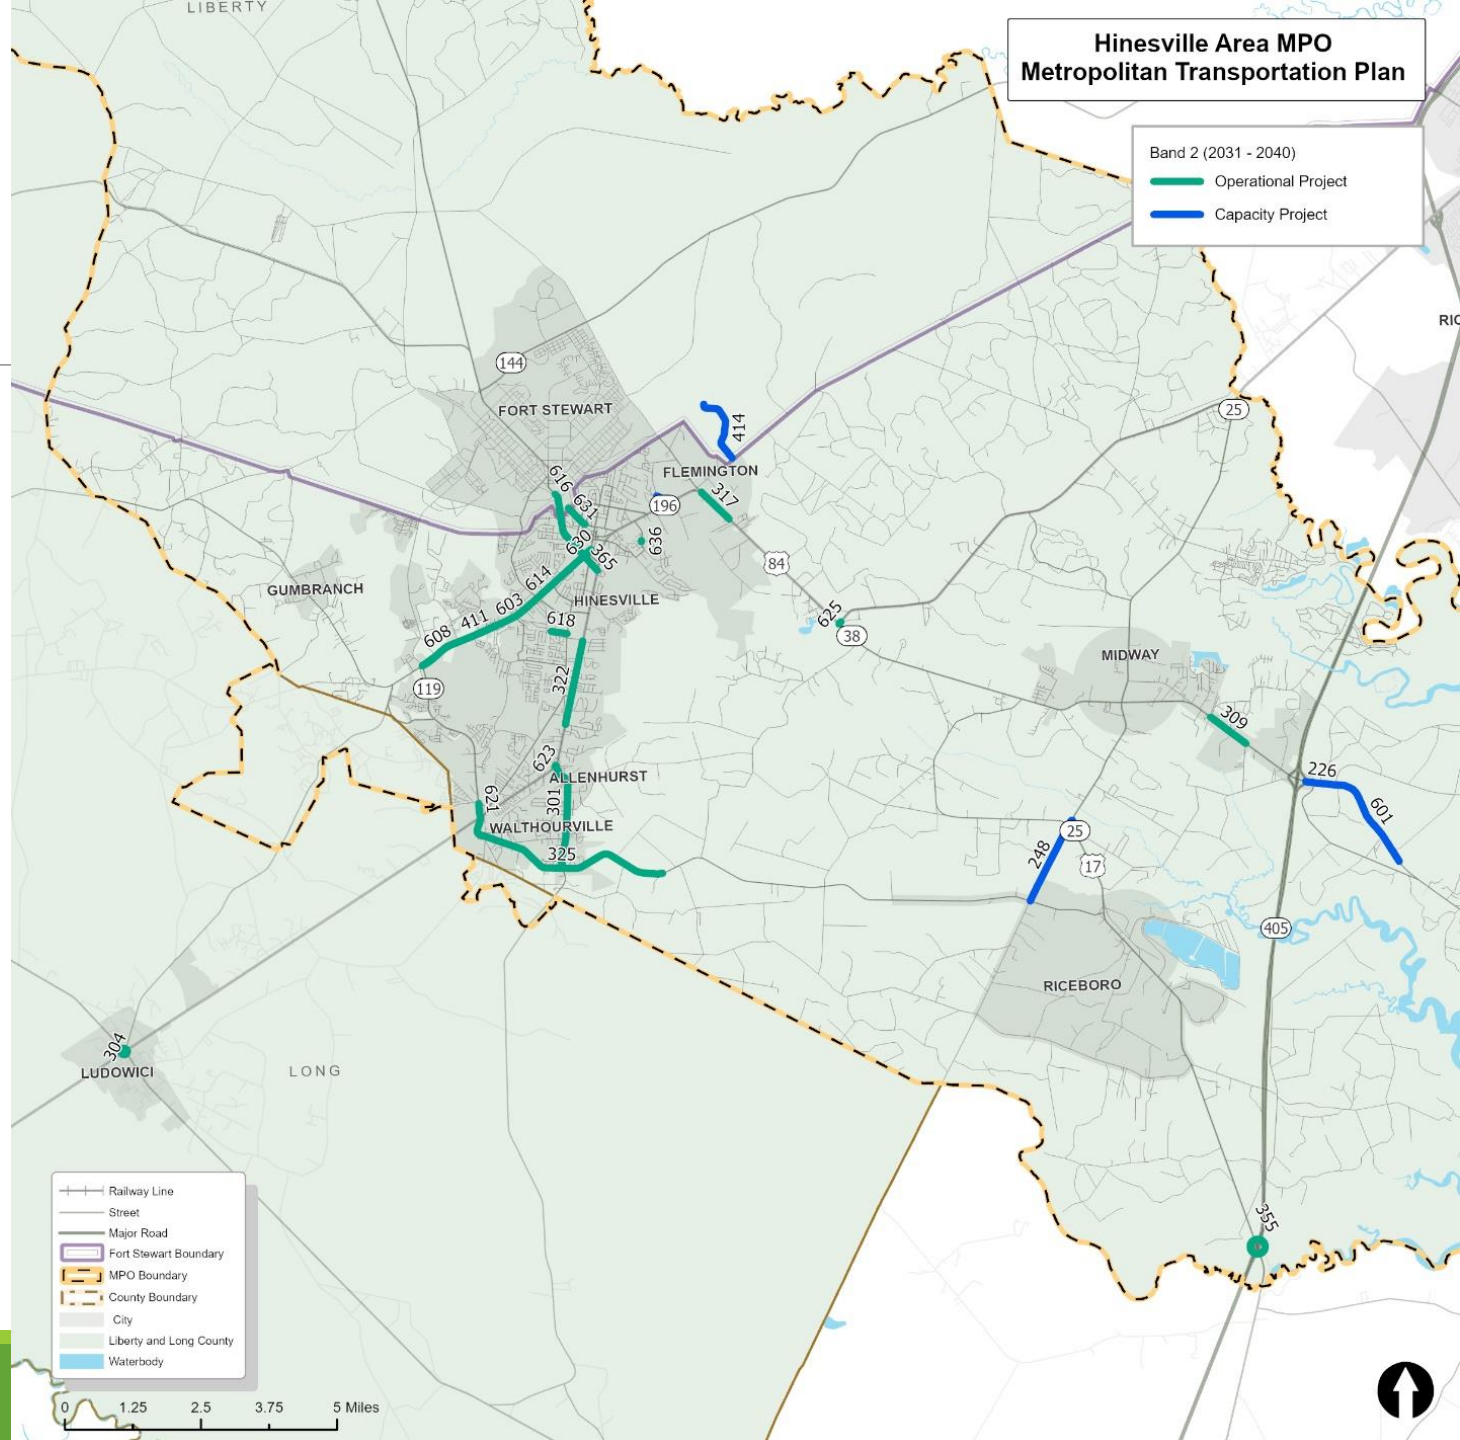 LIBERTY
Hinesville Area MPO
Metropolitan Transportation Plan
Band 2 (2031 - 2040)
Operational Project
Capacity Project
RIC
144
FORT STEWART
25
414
FLEMINGTON
616
631
196
317
630
365
636
84
GUMBRANCH
614
HINESVILLE
603
411
608
618
625
38
MIDWAY
119
322
309
623
ALLENHURST
226
621
301
601
WALTHOURVILLE
325
25
248
17
405
RICEBORO
304
LUDOWICI
LONG
355
Railway Line
Street
Major Road
Fort Stewart Boundary
MPO Boundary
County Boundary
City
Liberty and Long County
Waterbody
0 1.25 2.5 3.75 5 Miles